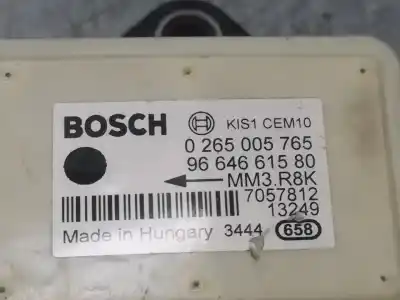 BOSCH KIS1 CEM10
0 265 005 765
96 646 615 80
MM3.R8K
7057812
13249
Made in Hungary 3444 658